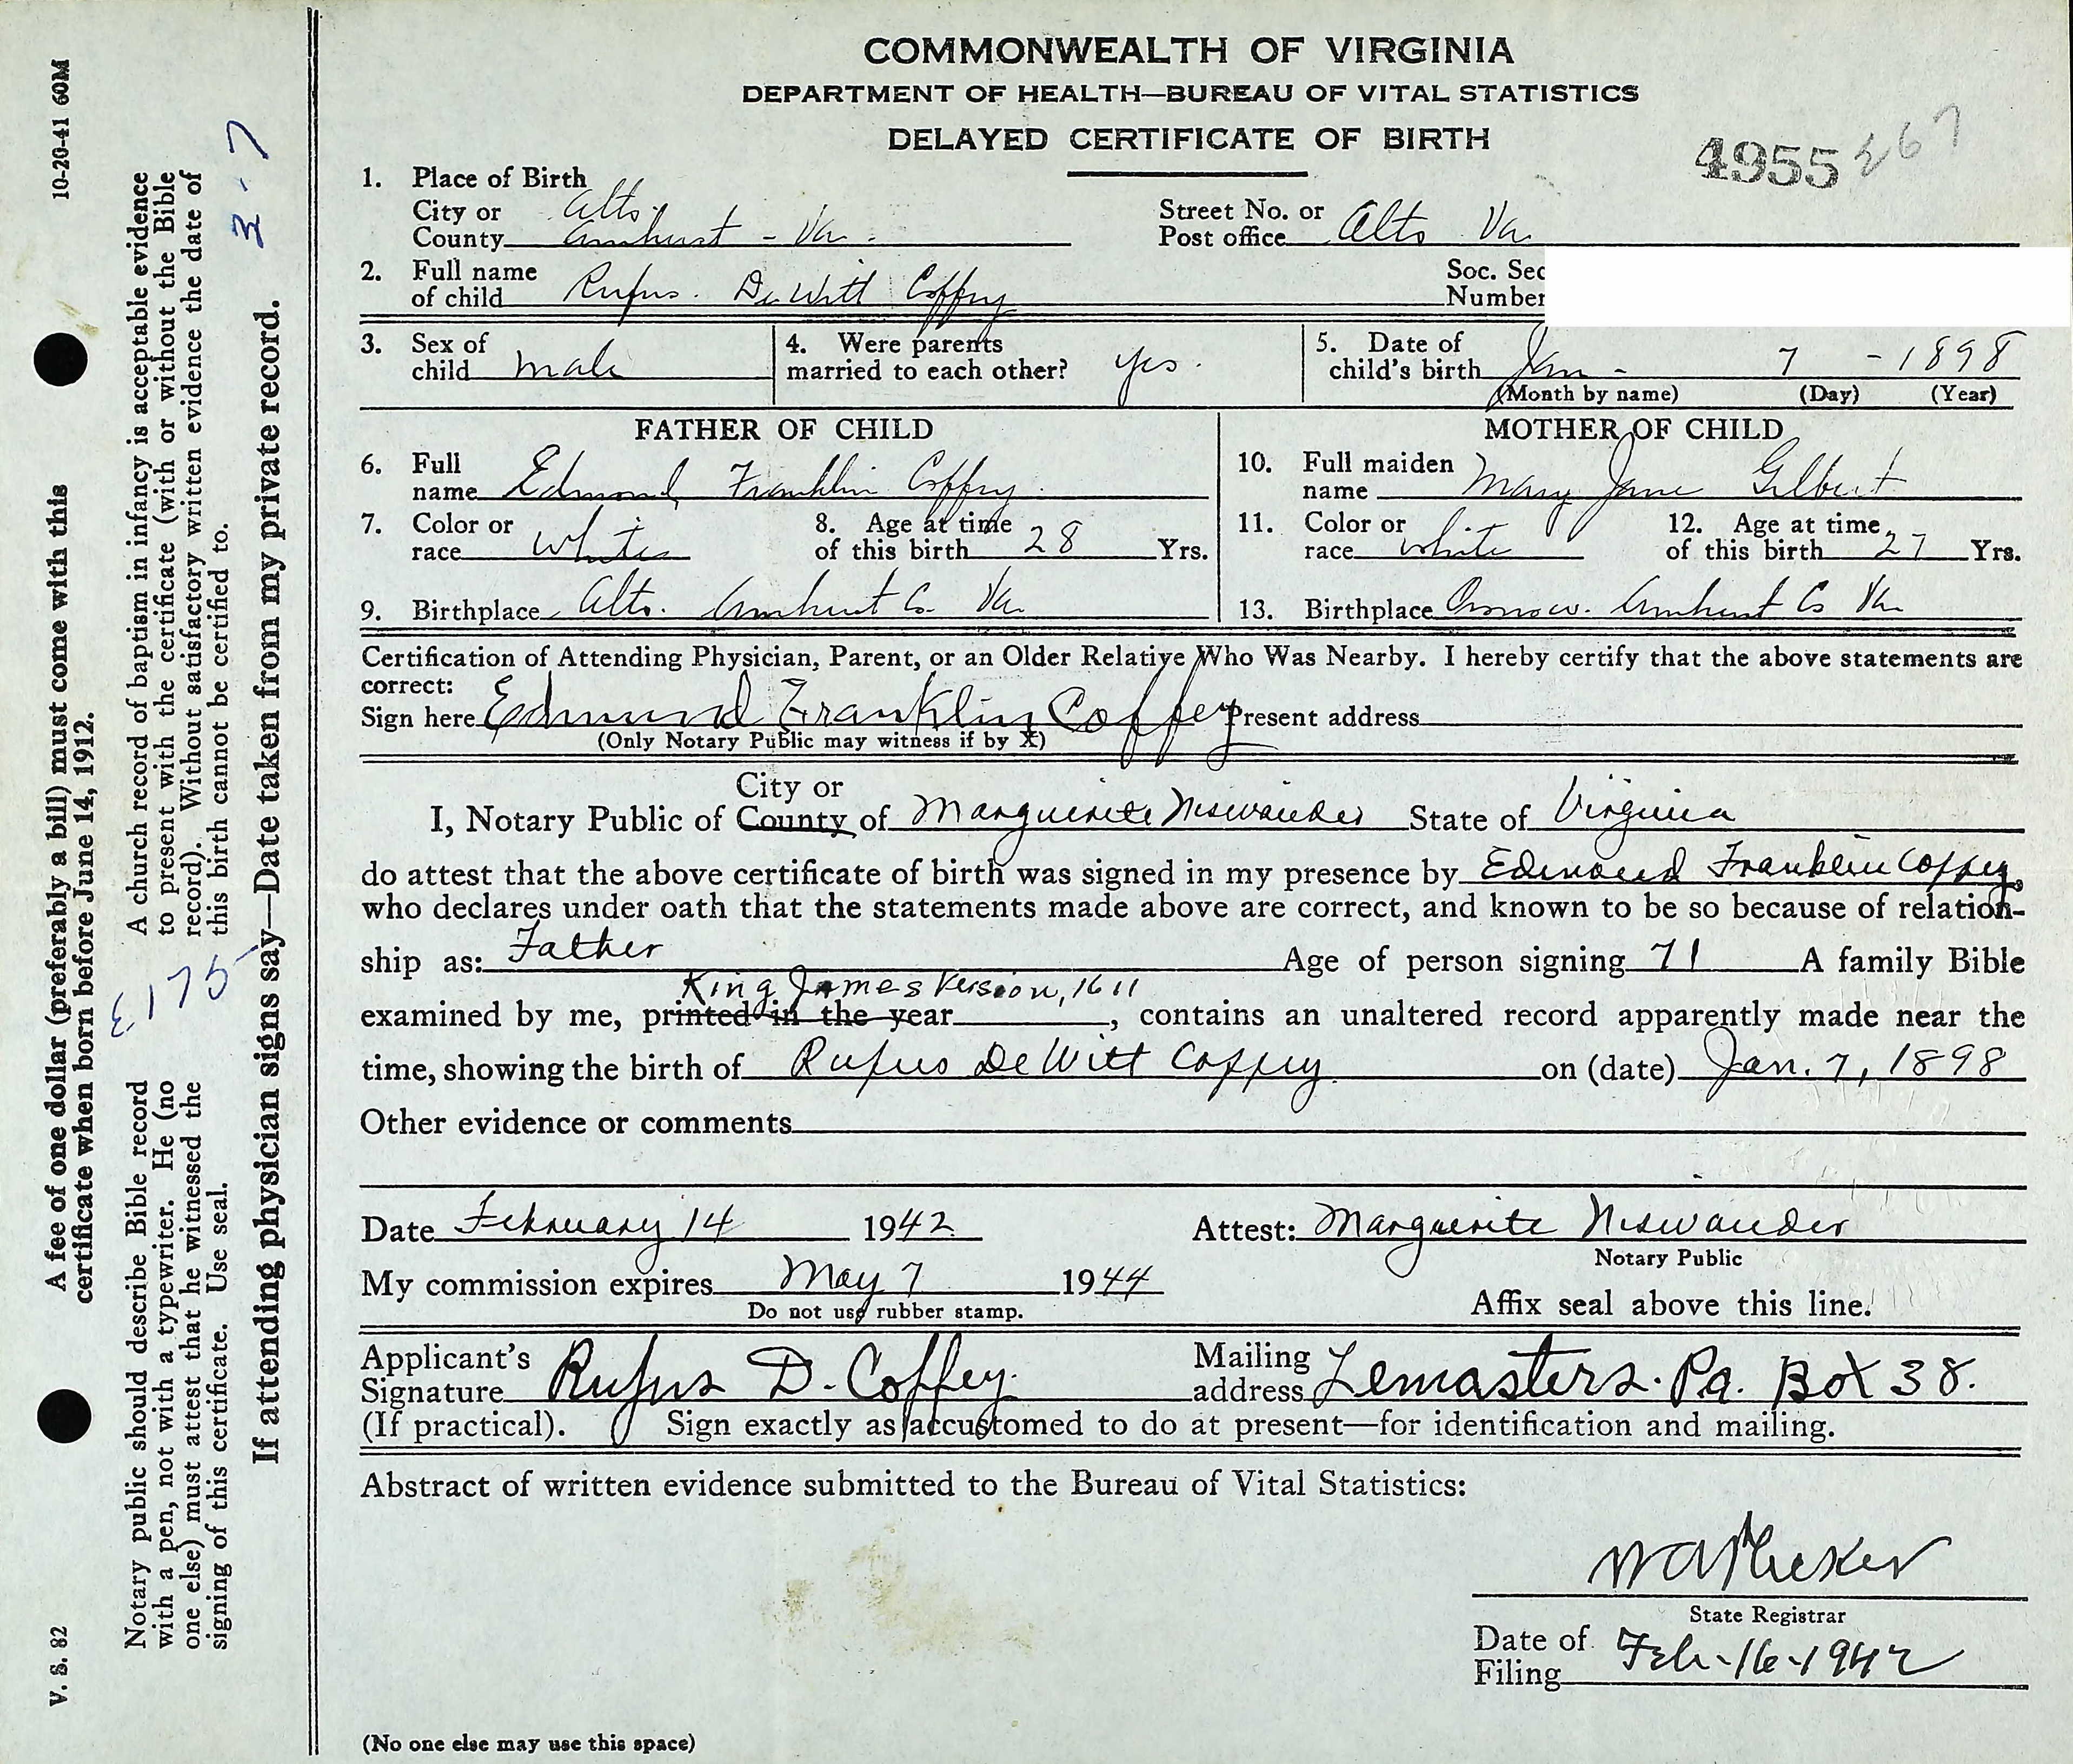 COMMONWEALTH OF VIRGINIA
DEPARTMENT OF HEALTH—BUREAU OF VITAL STATISTICS
DELAYED CERTIFICATE OF BIRTH
4955 267
1. Place of Birth
City or County Alto. Amhurst - Va. Street No. or Post office Alto Va
2. Full name of child Rufus. De Witt Coffey Soc. Sec Number
3. Sex of child male 4. Were parents married to each other? yes. 5. Date of child's birth Jan - 7 - 1898
(Month by name) (Day) (Year)
FATHER OF CHILD MOTHER OF CHILD
6. Full name Edmond Franklin Coffey 10. Full maiden name Mary Jane Gilbert
7. Color or race White 8. Age at time of this birth 28 Yrs. 11. Color or race white 12. Age at time of this birth 27 Yrs.
9. Birthplace Alto. Amhurst Co. Va 13. Birthplace Amhurst Co Va
Certification of Attending Physician, Parent, or an Older Relative Who Was Nearby. I hereby certify that the above statements are
correct:
Sign here Edmund Franklin Coffey Present address
(Only Notary Public may witness if by X)
City or
I, Notary Public of County of Marguerite Niswander State of Virginia
do attest that the above certificate of birth was signed in my presence by Edmond Franklin Coffey,
who declares under oath that the statements made above are correct, and known to be so because of relation-
ship as: Father Age of person signing 71 A family Bible
King James Version, 1611
examined by me, printed in the year , contains an unaltered record apparently made near the
time, showing the birth of Rufus De Witt Coffey on (date) Jan. 7, 1898
Other evidence or comments
Date February 14 1942 Attest: Marguerite Niswander
Notary Public
My commission expires May 7 1944
Do not use rubber stamp.
Affix seal above this line.
Applicant's Signature Rufus D. Coffey. Mailing address Lemasters. Pa. Box 38.
(If practical). Sign exactly as accustomed to do at present—for identification and mailing.
Abstract of written evidence submitted to the Bureau of Vital Statistics:
State Registrar
Date of Filing Feb-16-1942
(No one else may use this space)
V. S. 82 10-20-41 60M
A fee of one dollar (preferably a bill) must come with this
certificate when born before June 14, 1912.
Notary public should describe Bible record
with a pen, not with a typewriter. He (no
one else) must attest that he witnessed the
signing of this certificate. Use seal.
E175
A church record of baptism in infancy is acceptable evidence
to present with the certificate (with or without the Bible
record). Without satisfactory written evidence the date of
this birth cannot be certified to.
3-7
If attending physician signs say—Date taken from my private record.